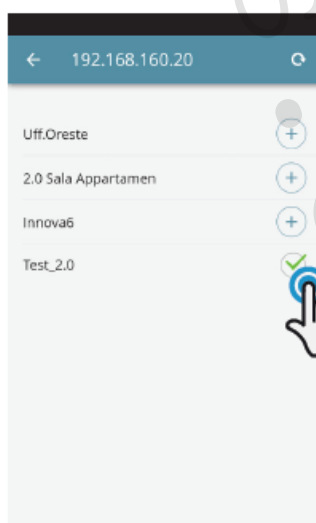 192.168.160.20
Uff.Oreste
2.0 Sala Appartamen
Innova6
Test_2.0